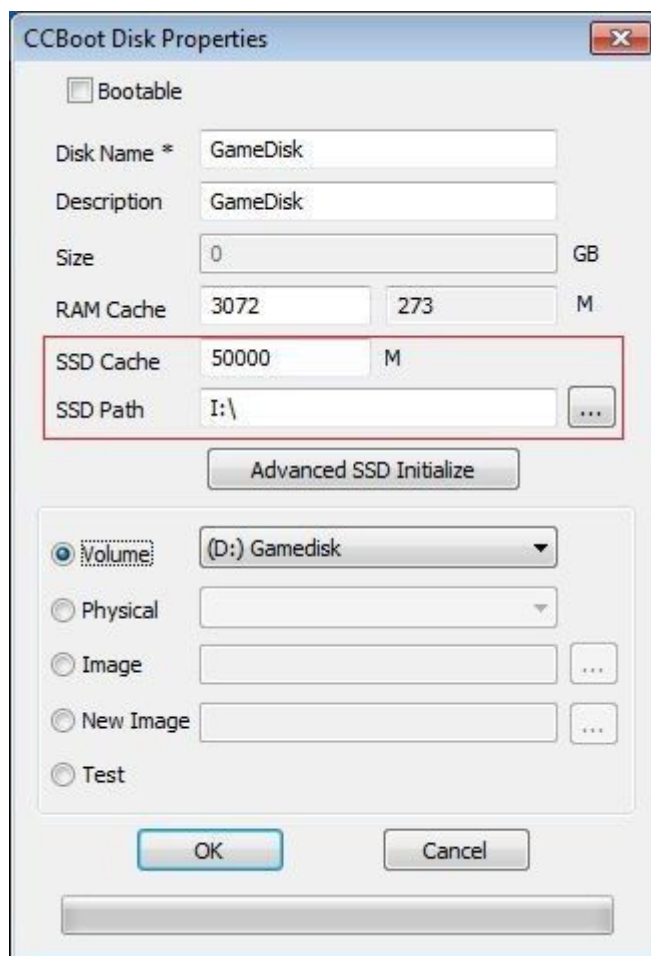 CCBoot Disk Properties
Bootable
Disk Name * GameDisk
Description GameDisk
Size 0 GB
RAM Cache 3072 273 M
SSD Cache 50000 M
SSD Path I:\ ...
Advanced SSD Initialize
Volume (D:) Gamedisk
Physical
Image ...
New Image ...
Test
OK Cancel